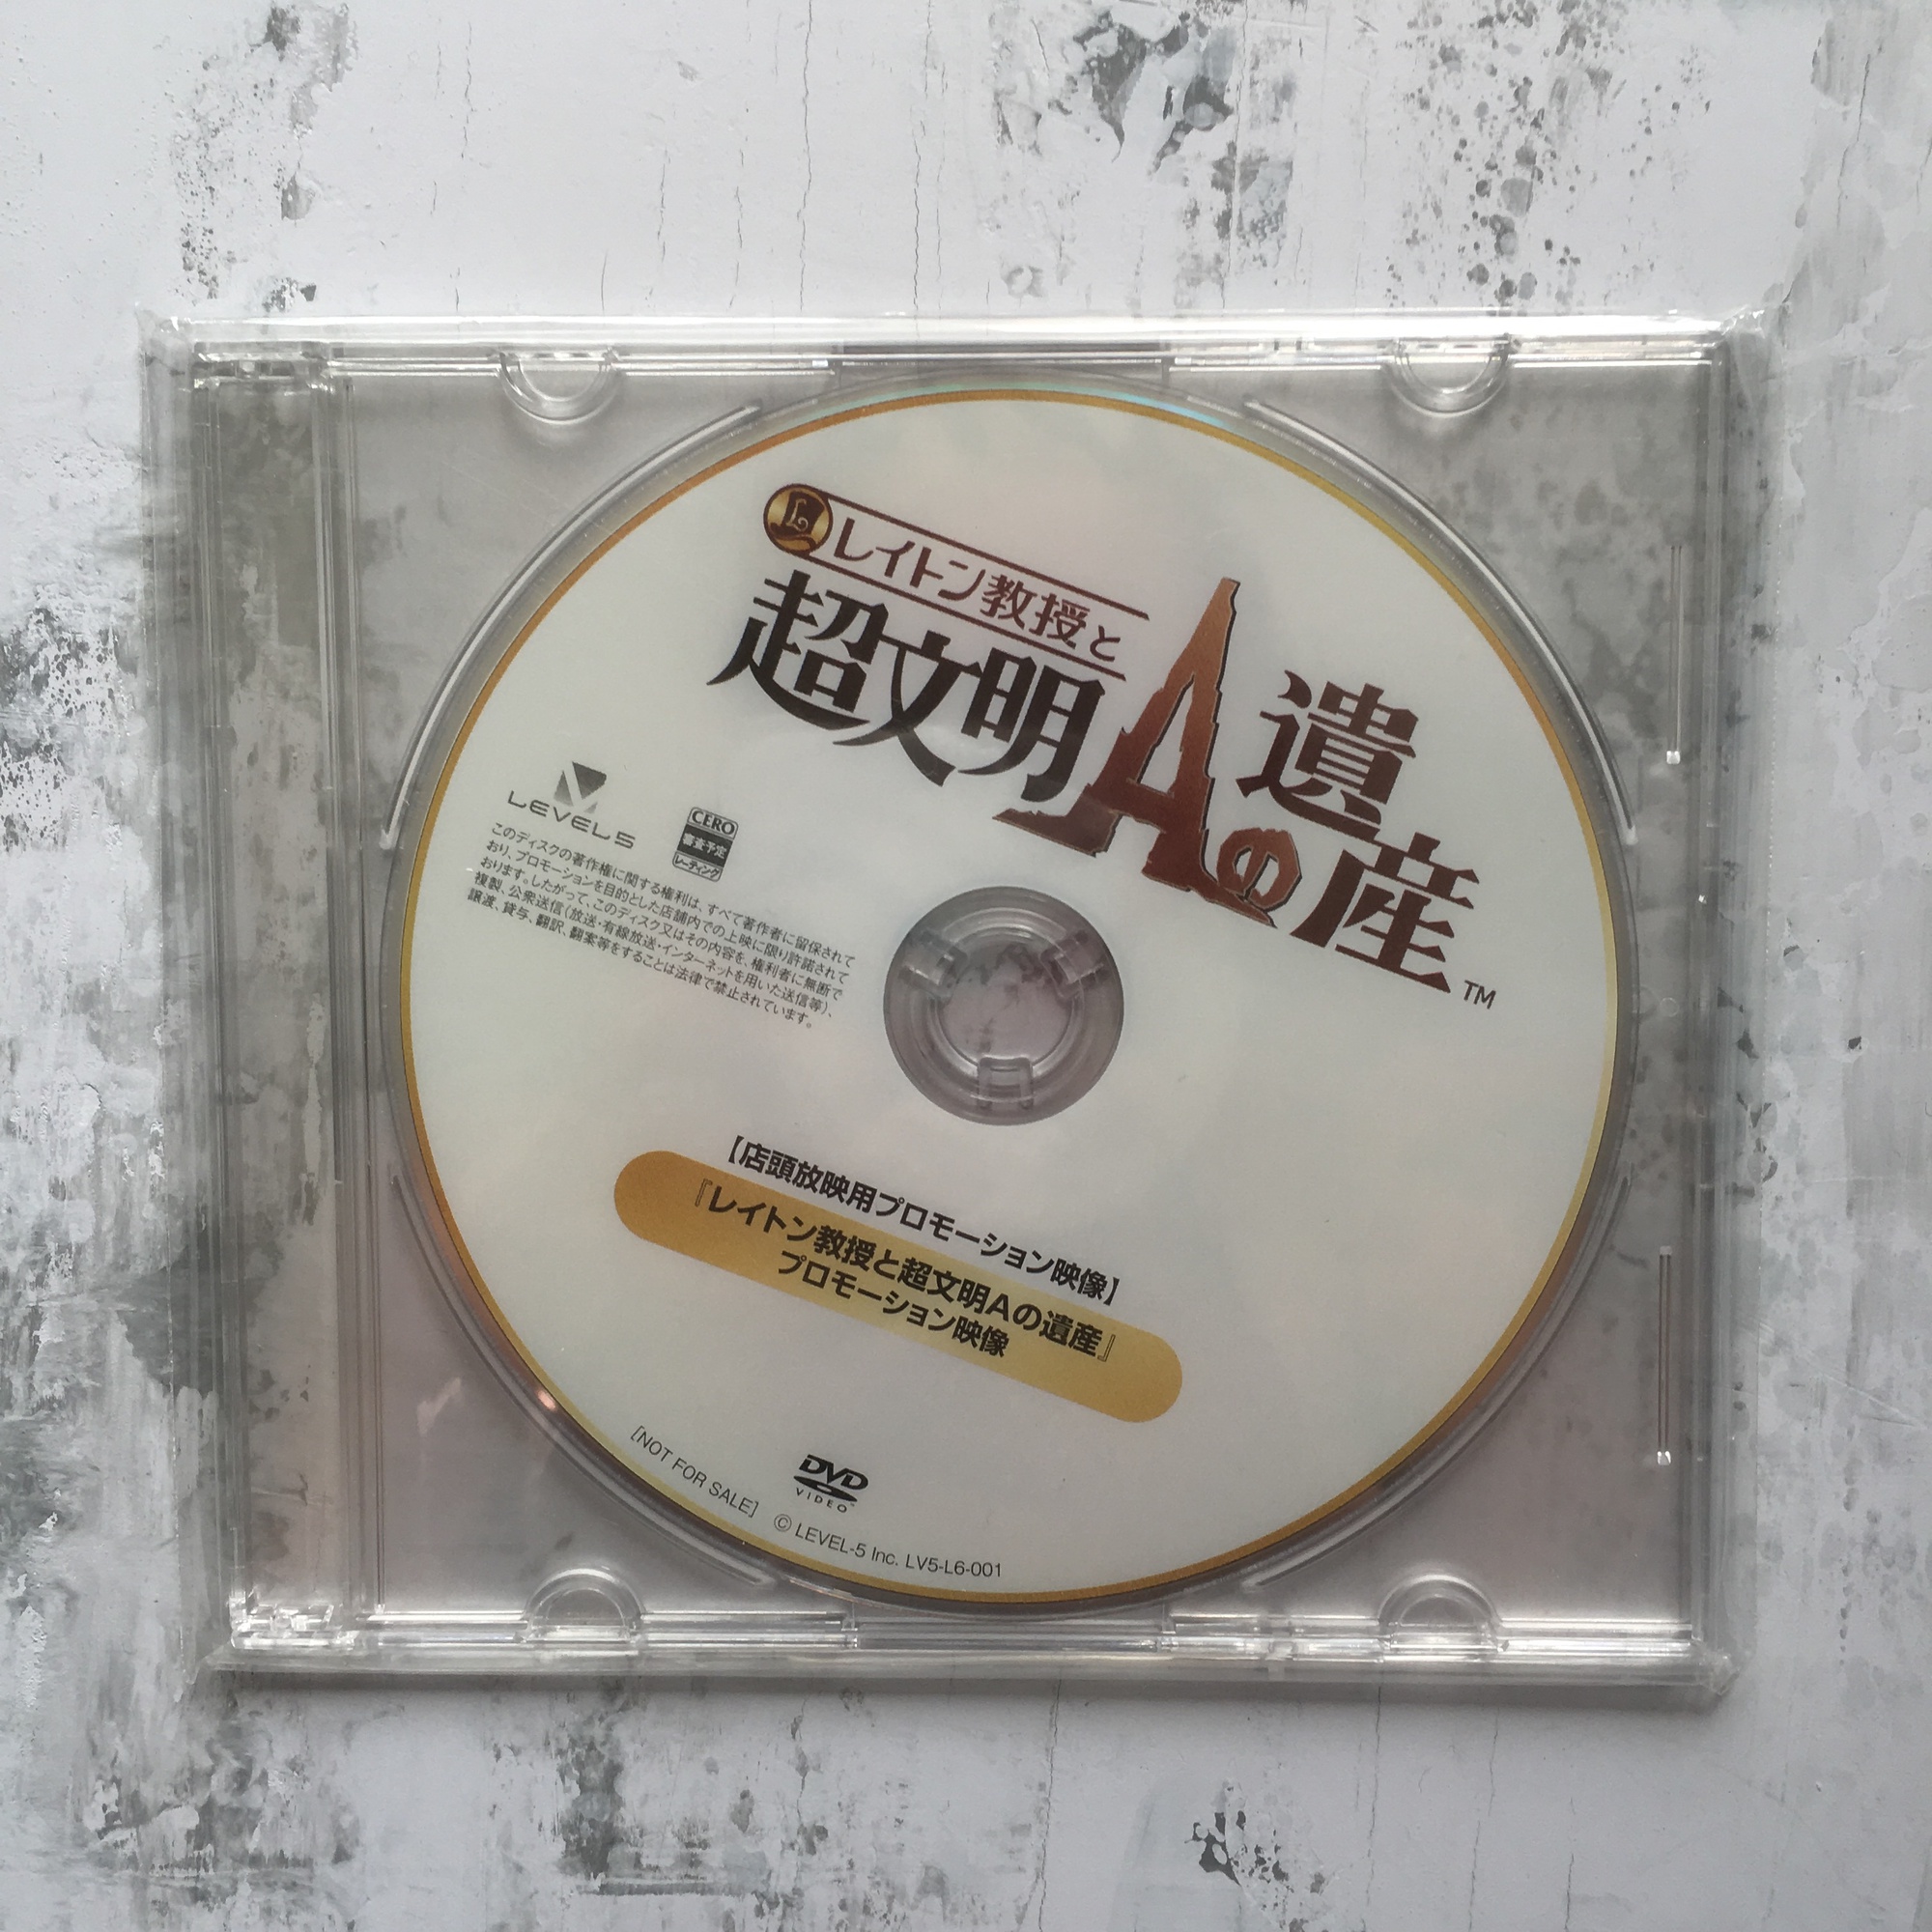 レイトン教授と
超文明Aの遺産
TM
LEVEL5
CERO
審査予定
レーティング
このディスクの著作権に関する権利は、すべて著作者に留保されて
おり、プロモーションを目的とした店舗内での上映に限り許諾されて
おります。したがって、このディスク又はその内容を、権利者に無断で
複製、公衆送信(放送・有線放送・インターネットを用いた送信等)、
譲渡、貸与、翻訳、翻案等をすることは法律で禁止されています。
【店頭放映用プロモーション映像】
『レイトン教授と超文明Aの遺産』
プロモーション映像
DVD
VIDEO
[NOT FOR SALE] © LEVEL-5 Inc. LV5-L6-001